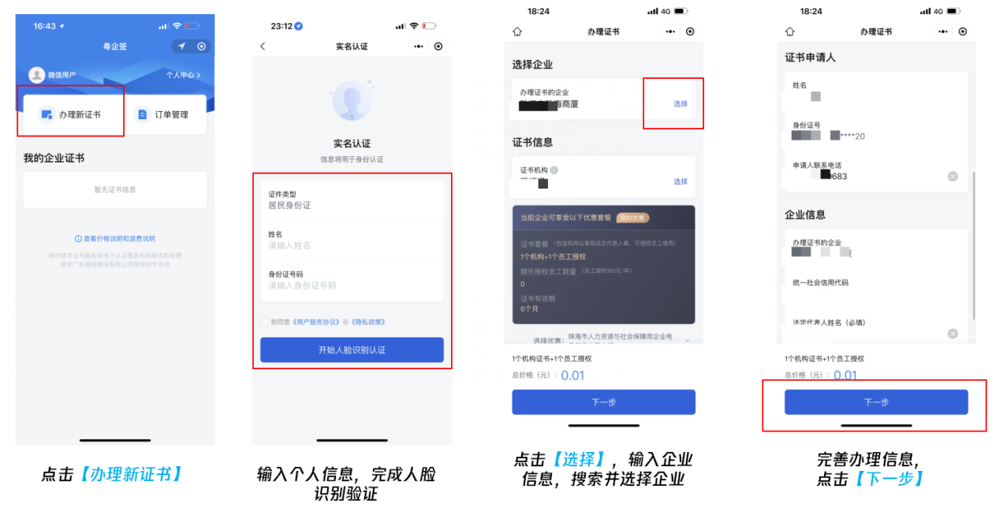 16:43
粤企签
微信用户
个人中心
办理新证书
订单管理
我的企业证书
暂无证书信息
查看价格说明和退费说明
移动数字证书服务由电子认证服务机构提供和收费
数字广东网络建设有限公司提供技术支持
点击【办理新证书】
23:12
实名认证
实名认证
信息将用于身份认证
证件类型
居民身份证
姓名
请输入姓名
身份证号码
请输入身份证号码
我同意《用户服务协议》与《隐私政策》
开始人脸识别认证
输入个人信息，完成人脸
识别验证
18:24
4G
办理证书
选择企业
办理证书的企业
海商厦
选择
证书信息
证书机构
选择
当前企业可享受以下优惠套餐 限时优惠
证书套餐（包含机构公章和法定代表人章，可授权员工使用）
1个机构+1个员工授权
额外授权员工数量（员工授权100元/年）
0
证书有效期
6个月
选择优惠：
珠海市人力资源与社会保障局企业电
1个机构证书+1个员工授权
总价格（元）：0.01
下一步
点击【选择】，输入企业
信息，搜索并选择企业
18:24
4G
办理证书
证书申请人
姓名
身份证号
****20
申请人联系电话
683
企业信息
办理证书的企业
统一社会信用代码
法定代表人姓名（必填）
1个机构证书+1个员工授权
总价格（元）：0.01
下一步
完善办理信息，
点击【下一步】